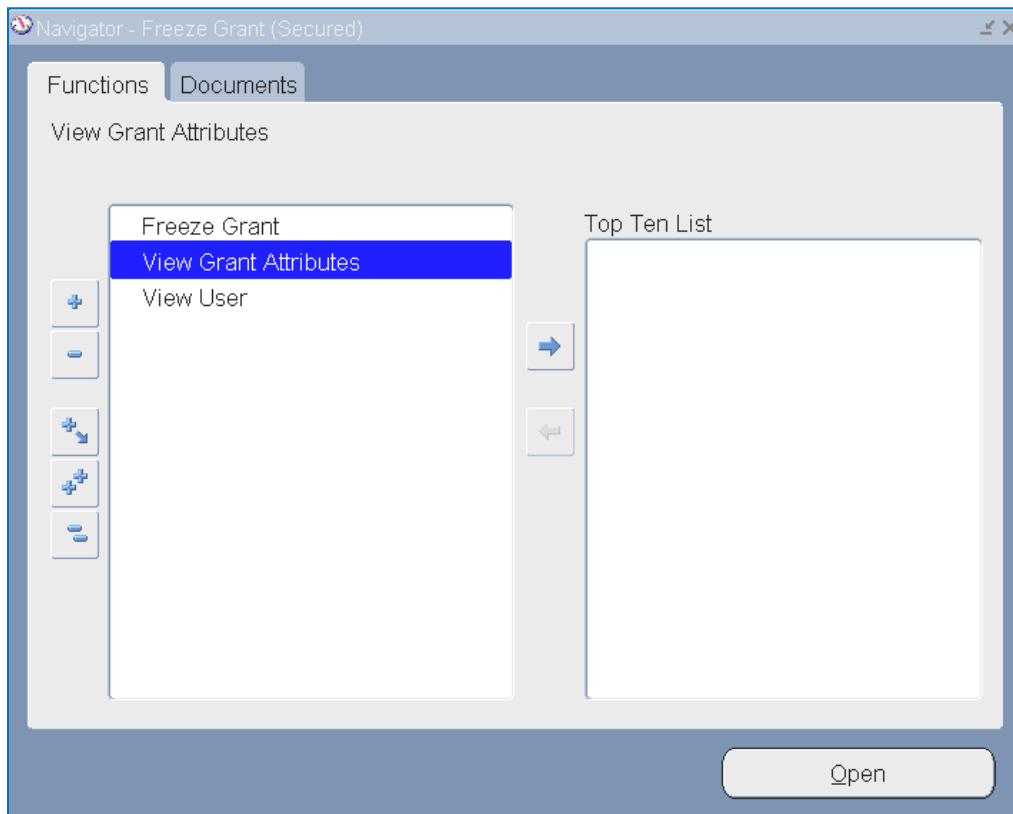 Navigator - Freeze Grant (Secured)
Functions
Documents
View Grant Attributes
Freeze Grant
View Grant Attributes
View User
Top Ten List
Open